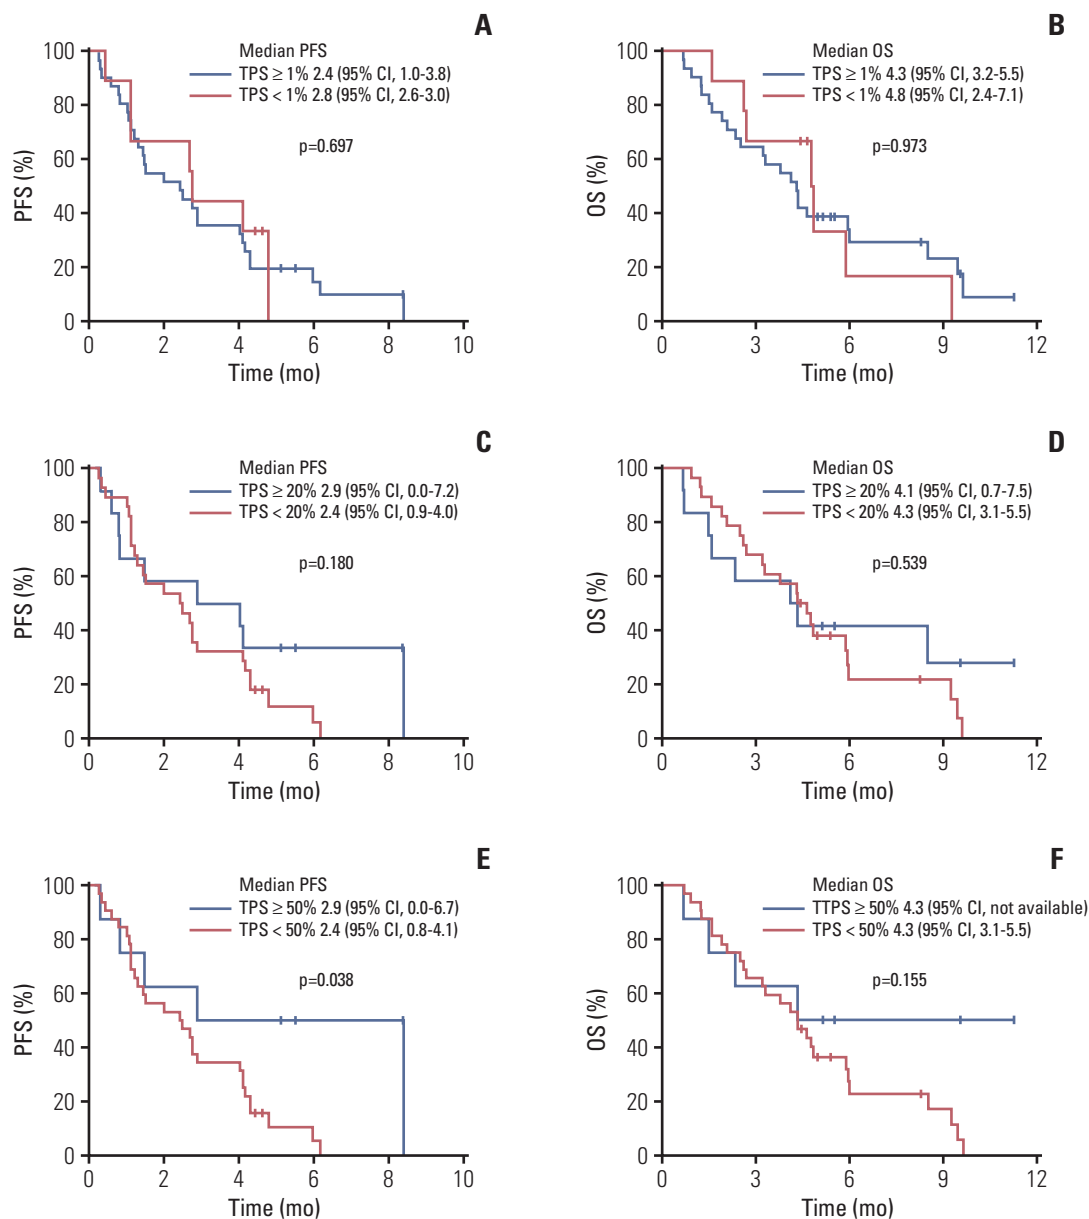 A
Median PFS
TPS ≥ 1% 2.4 (95% CI, 1.0-3.8)
TPS < 1% 2.8 (95% CI, 2.6-3.0)
p=0.697
PFS (%)
100
80
60
40
20
0
0 2 4 6 8 10
Time (mo)
B
Median OS
TPS ≥ 1% 4.3 (95% CI, 3.2-5.5)
TPS < 1% 4.8 (95% CI, 2.4-7.1)
p=0.973
OS (%)
100
80
60
40
20
0
0 3 6 9 12
Time (mo)
C
Median PFS
TPS ≥ 20% 2.9 (95% CI, 0.0-7.2)
TPS < 20% 2.4 (95% CI, 0.9-4.0)
p=0.180
PFS (%)
100
80
60
40
20
0
0 2 4 6 8 10
Time (mo)
D
Median OS
TPS ≥ 20% 4.1 (95% CI, 0.7-7.5)
TPS < 20% 4.3 (95% CI, 3.1-5.5)
p=0.539
OS (%)
100
80
60
40
20
0
0 3 6 9 12
Time (mo)
E
Median PFS
TPS ≥ 50% 2.9 (95% CI, 0.0-6.7)
TPS < 50% 2.4 (95% CI, 0.8-4.1)
p=0.038
PFS (%)
100
80
60
40
20
0
0 2 4 6 8 10
Time (mo)
F
Median OS
TTPS ≥ 50% 4.3 (95% CI, not available)
TPS < 50% 4.3 (95% CI, 3.1-5.5)
p=0.155
OS (%)
100
80
60
40
20
0
0 3 6 9 12
Time (mo)